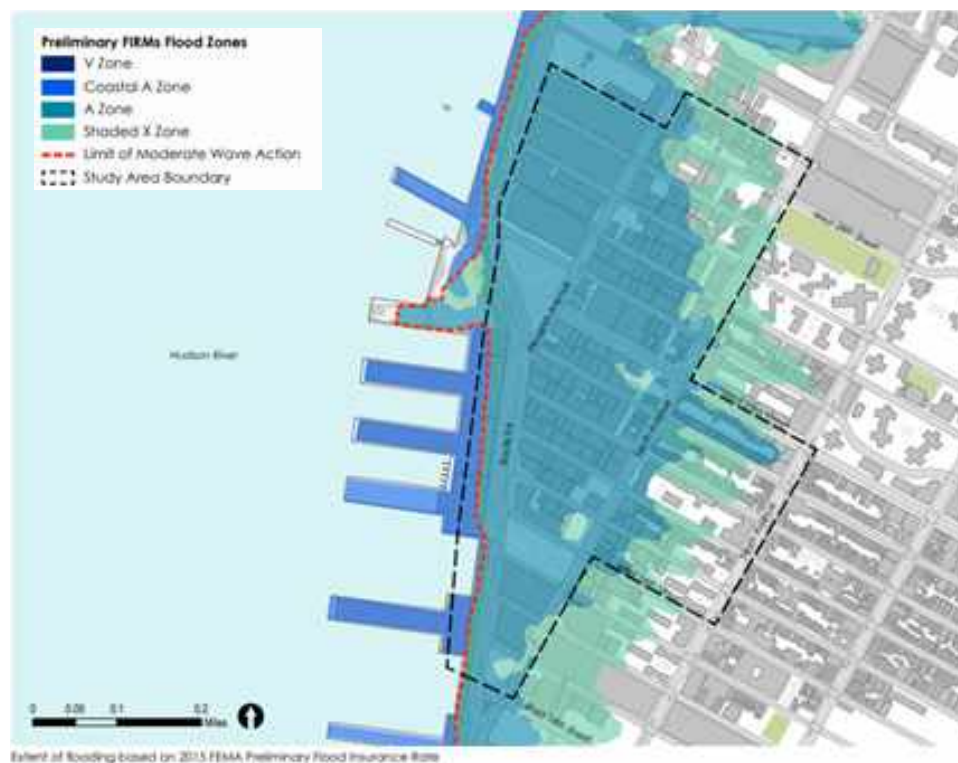 Preliminary FIRMs Flood Zones
V Zone
Coastal A Zone
A Zone
Shaded X Zone
Limit of Moderate Wave Action
Study Area Boundary
Hudson River
0 0.05 0.1 0.2
Miles
Extent of flooding based on 2015 FEMA Preliminary Flood Insurance Rate